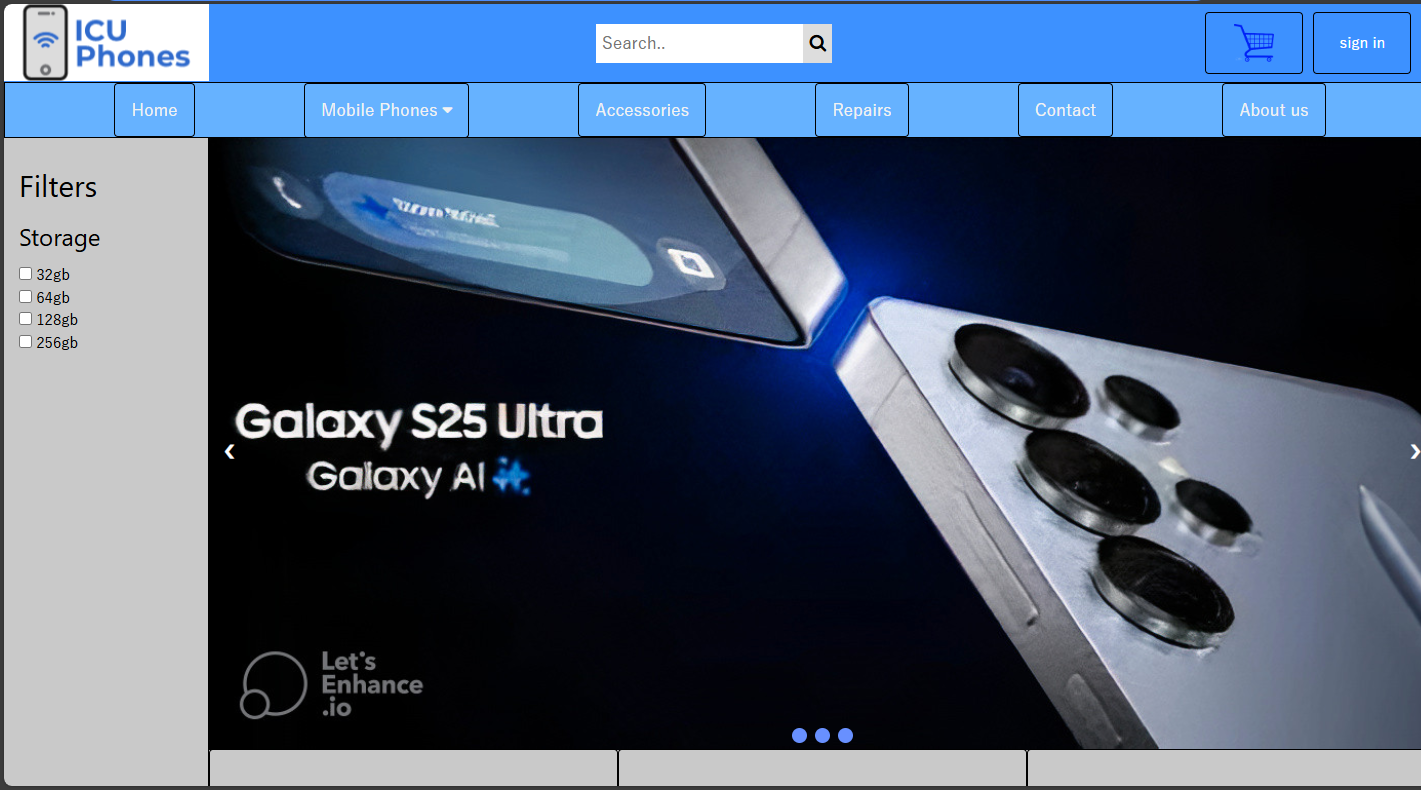 ICU
Phones
Search..
sign in
Home
Mobile Phones
Accessories
Repairs
Contact
About us
Filters
Storage
32gb
64gb
128gb
256gb
Galaxy S25 Ultra
Galaxy AI
Let's
Enhance
.io